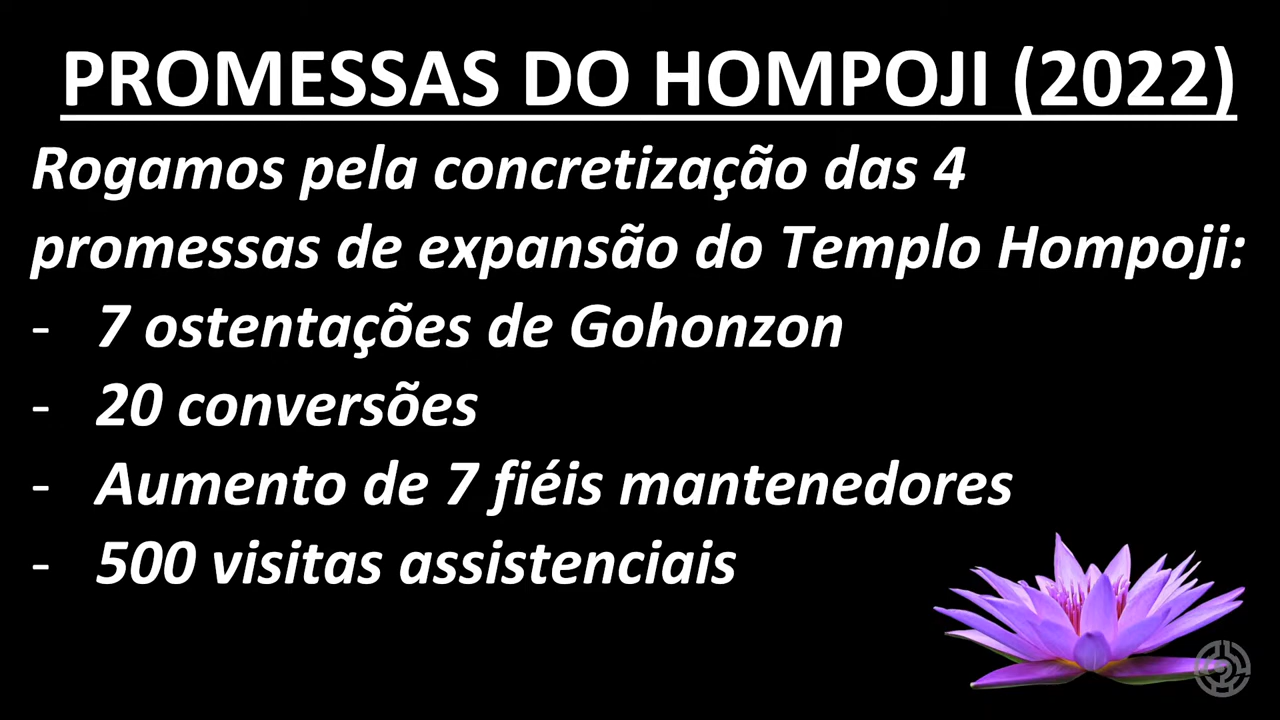 PROMESSAS DO HOMPOJI (2022)
Rogamos pela concretização das 4
promessas de expansão do Templo Hompoji:
- 7 ostentações de Gohonzon
- 20 conversões
- Aumento de 7 fiéis mantenedores
- 500 visitas assistenciais